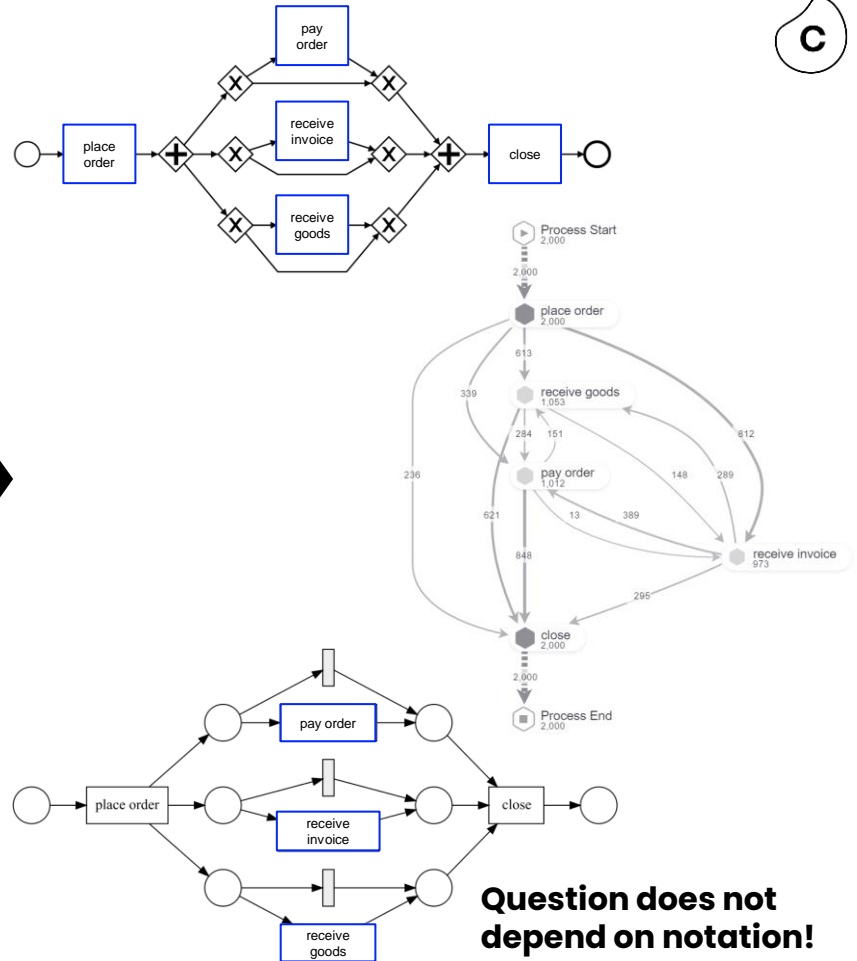 C
pay
order
X
X
place
order
+
X
receive
invoice
X
+
close
X
receive
goods
X
Process Start
2,000
2,000
place order
2,000
613
339
receive goods
1,053
812
284
151
236
pay order
1,012
148
289
621
13
389
848
receive invoice
973
295
close
2,000
2,000
Process End
2,000
pay order
place order
receive
invoice
close
receive
goods
Question does not
depend on notation!